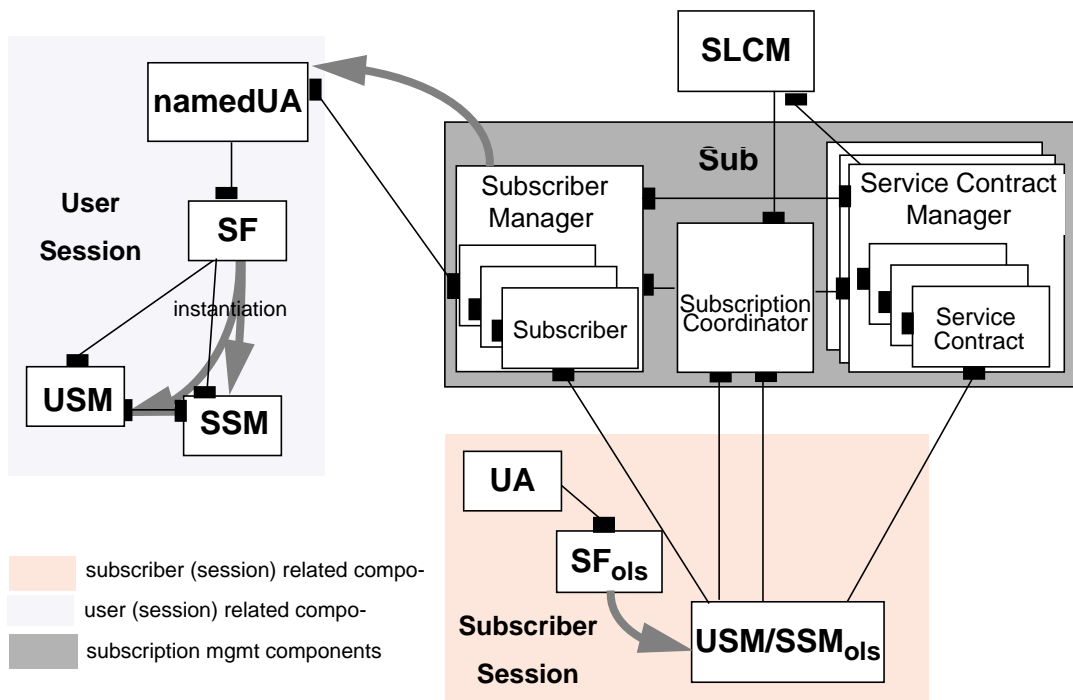 SLCM
namedUA
Sub
Subscriber
Manager
Service Contract
Manager
User
Session
SF
instantiation
Subscription
Coordinator
Subscriber
Service
Contract
USM
SSM
UA
SFols
subscriber (session) related compo-
user (session) related compo-
subscription mgmt components
Subscriber
Session
USM/SSMols